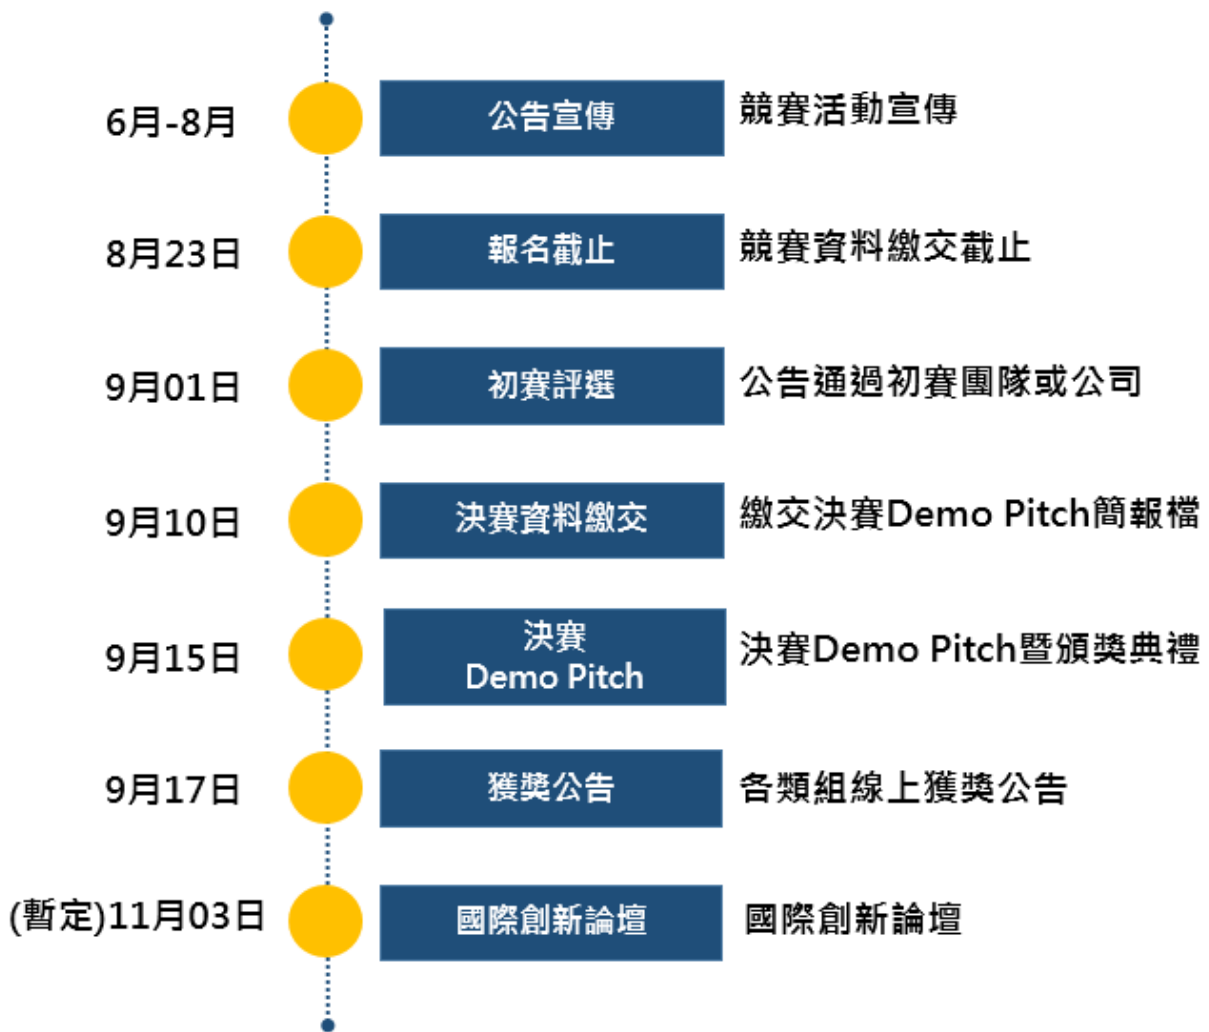 6月-8月
公告宣傳
競賽活動宣傳
8月23日
報名截止
競賽資料繳交截止
9月01日
初賽評選
公告通過初賽團隊或公司
9月10日
決賽資料繳交
繳交決賽Demo Pitch簡報檔
9月15日
決賽
Demo Pitch
決賽Demo Pitch暨頒獎典禮
9月17日
獲獎公告
各類組線上獲獎公告
(暫定)11月03日
國際創新論壇
國際創新論壇